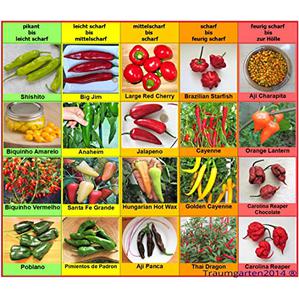 pikant
bis
leicht scharf
leicht scharf
bis
mittelscharf
mittelscharf
bis
scharf
scharf
bis
feurig scharf
feurig scharf
bis
zur Hölle
Shishito
Big Jim
Large Red Cherry
Brazilian Starfish
Aji Charapita
Biquinho Amarelo
Anaheim
Jalapeno
Cayenne
Orange Lantern
Biquinho Vermelho
Santa Fe Grande
Hungarian Hot Wax
Golden Cayenne
Carolina Reaper
Chocolate
Poblano
Pimientos de Padron
Aji Panca
Thai Dragon
Carolina Reaper
Traumgarten2014 ®